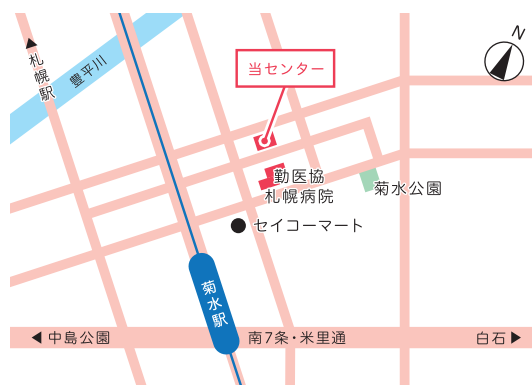 N
▲札幌駅
豊平川
当センター
勤医協
札幌病院
菊水公園
●セイコーマート
菊水駅
◀中島公園
南7条・米里通
白石▶